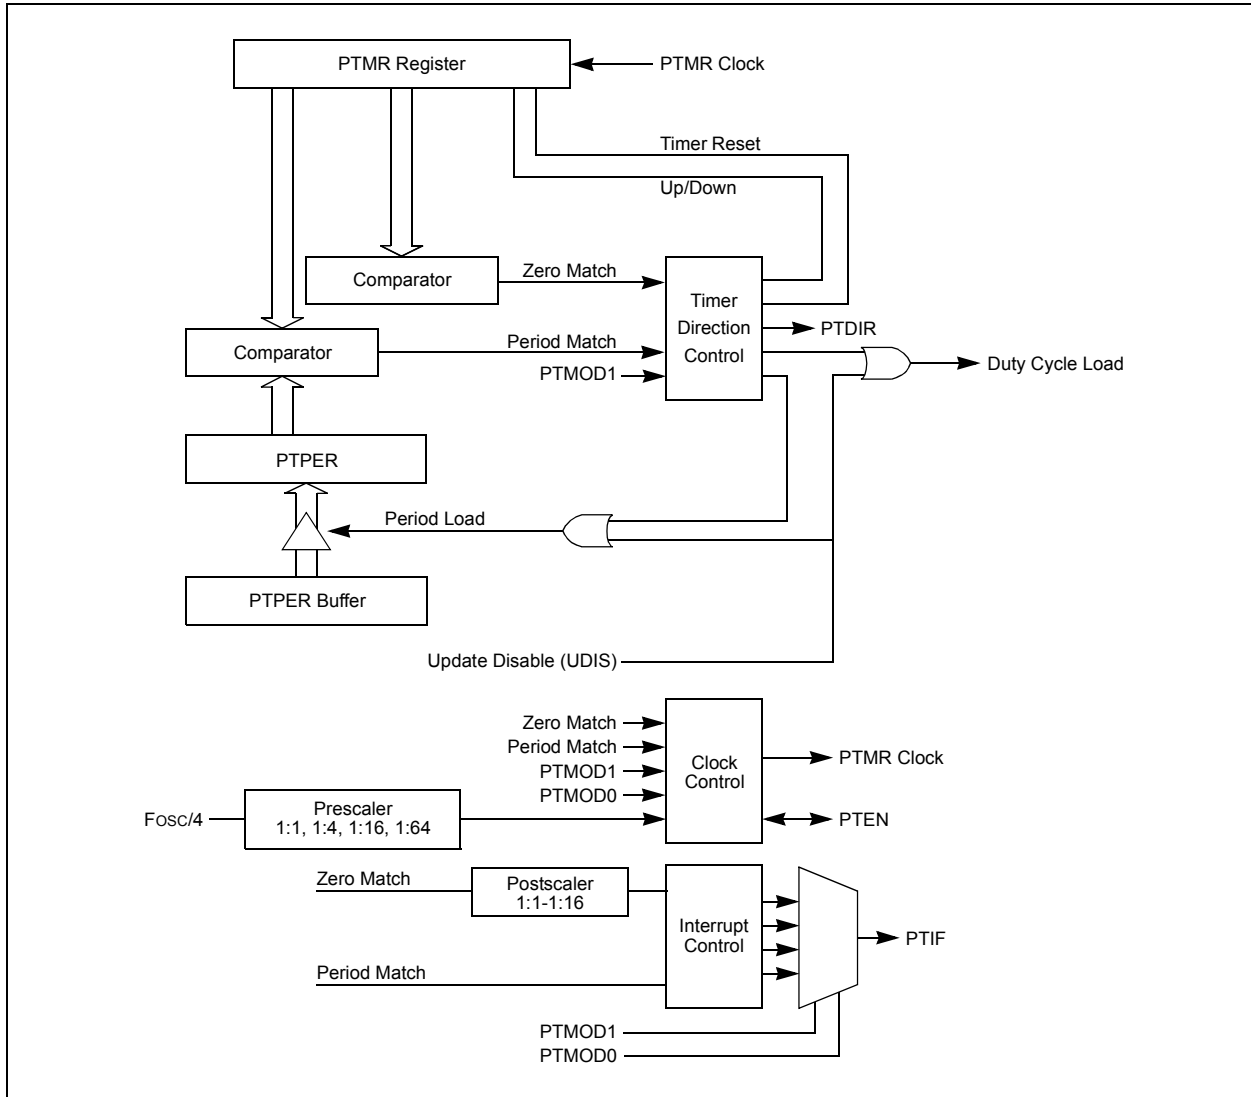 PTMR Register
PTMR Clock
Timer Reset
Up/Down
Comparator
Zero Match
Timer
Direction
Control
PTDIR
Comparator
Period Match
PTMOD1
Duty Cycle Load
PTPER
Period Load
PTPER Buffer
Update Disable (UDIS)
Zero Match
Period Match
PTMOD1
PTMOD0
Clock
Control
PTMR Clock
FOSC/4
Prescaler
1:1, 1:4, 1:16, 1:64
PTEN
Zero Match
Postscaler
1:1-1:16
Interrupt
Control
PTIF
Period Match
PTMOD1
PTMOD0